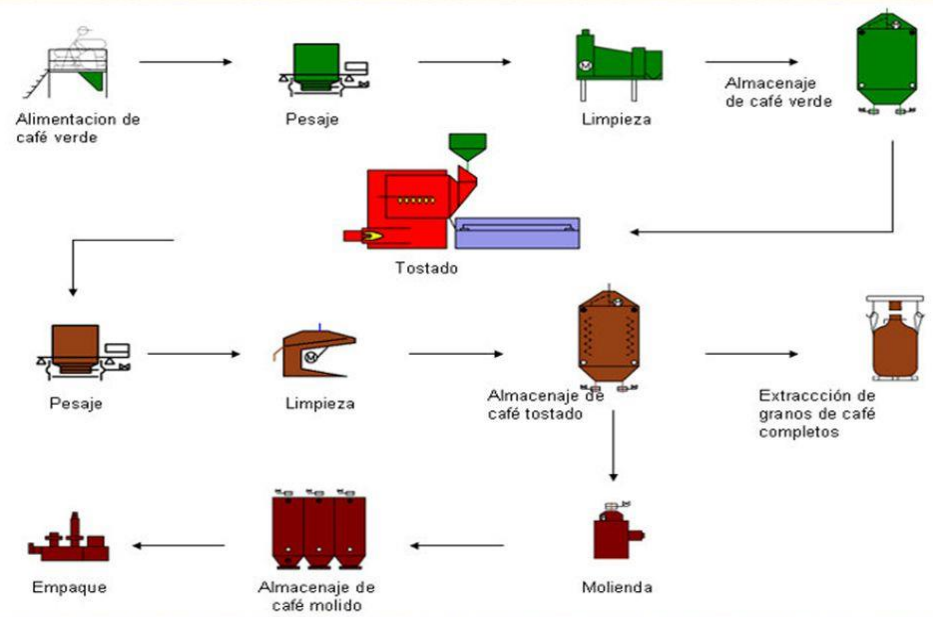 Alimentacion de
café verde
Pesaje
Limpieza
Almacenaje
de café verde
Tostado
Pesaje
Limpieza
Almacenaje de
café tostado
Extraccción de
granos de café
completos
Empaque
Almacenaje de
café molido
Molienda